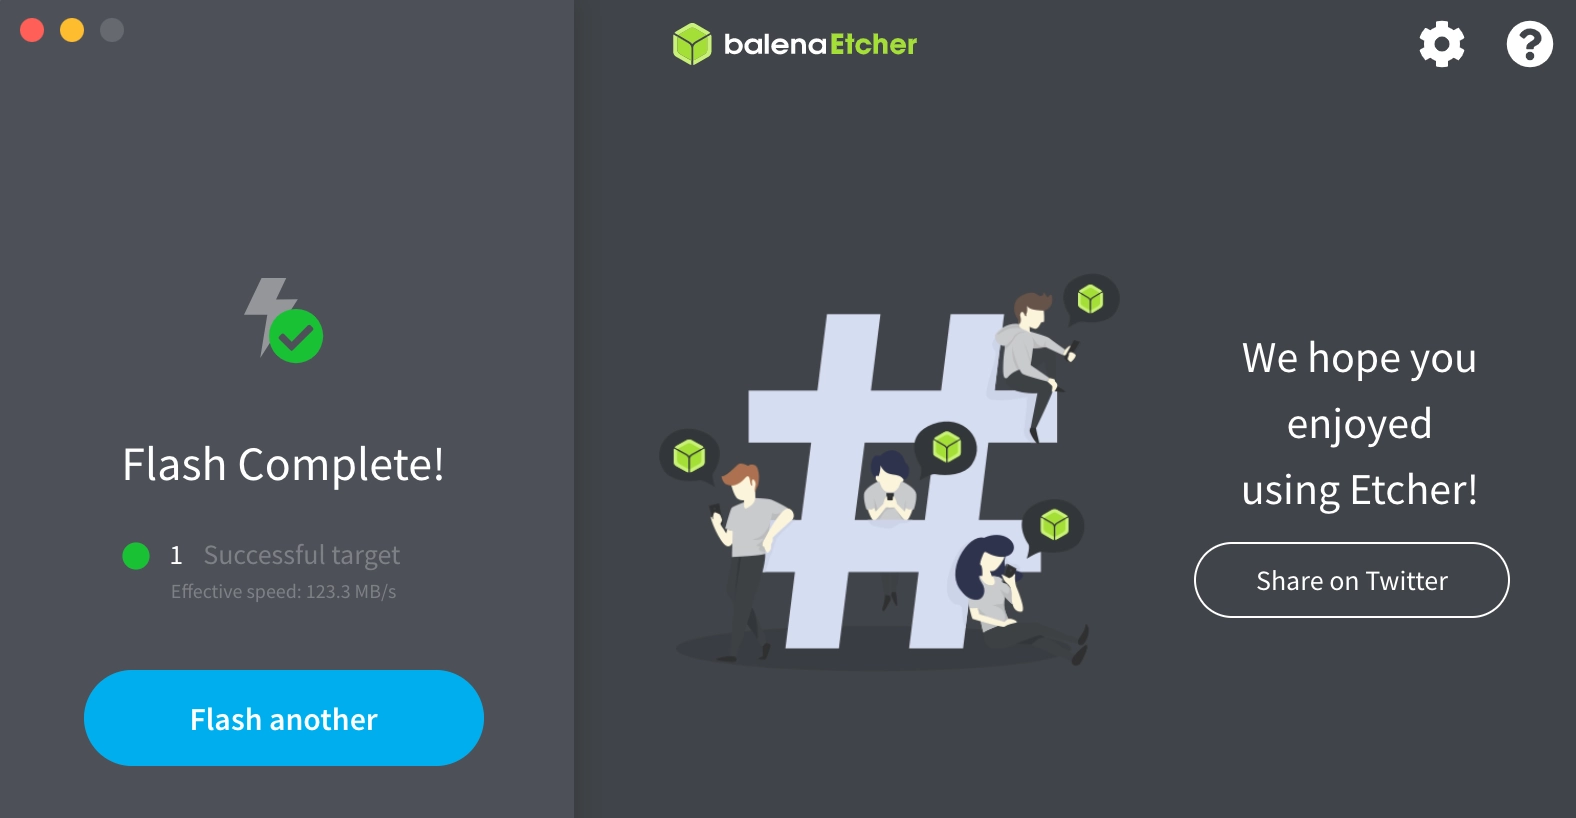 balenaEtcher
Flash Complete!
1 Successful target
Effective speed: 123.3 MB/s
Flash another
We hope you
enjoyed
using Etcher!
Share on Twitter